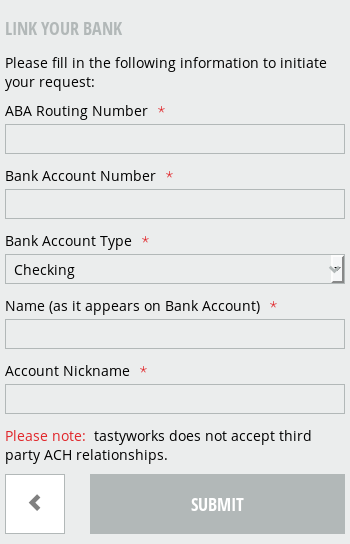 LINK YOUR BANK
Please fill in the following information to initiate
your request:
ABA Routing Number *
Bank Account Number *
Bank Account Type *
Checking
Name (as it appears on Bank Account) *
Account Nickname *
Please note: tastyworks does not accept third
party ACH relationships.
SUBMIT